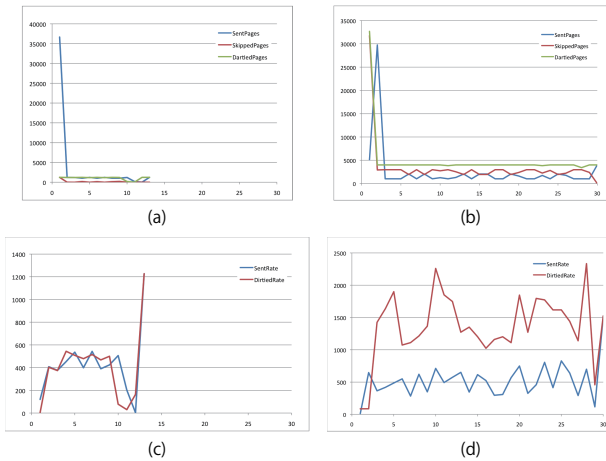 40000
35000
30000
25000
20000
15000
10000
5000
0
0 5 10 15 20 25 30
SentPages
SkippedPages
DartiedPages
(a)
35000
30000
25000
20000
15000
10000
5000
0
0 5 10 15 20 25 30
SentPages
SkippedPages
DartiedPages
(b)
1400
1200
1000
800
600
400
200
0
0 5 10 15 20 25 30
SentRate
DirtiedRate
(c)
2500
2000
1500
1000
500
0
0 5 10 15 20 25 30
SentRate
DirtiedRate
(d)